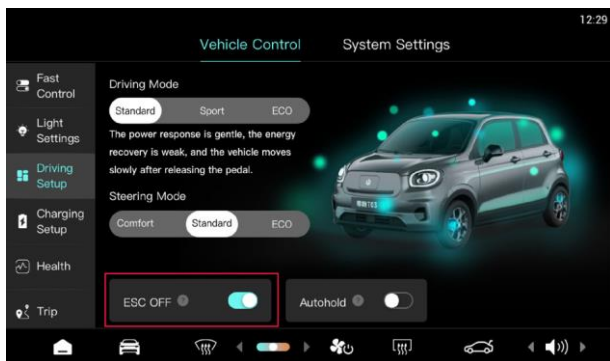 12:29
Vehicle Control System Settings
Fast
Control
Light
Settings
Driving
Setup
Charging
Setup
Health
Trip
Driving Mode
Standard Sport ECO
The power response is gentle, the energy
recovery is weak, and the vehicle moves
slowly after releasing the pedal.
Steering Mode
Comfort Standard ECO
ESC OFF ?
Autohold ?